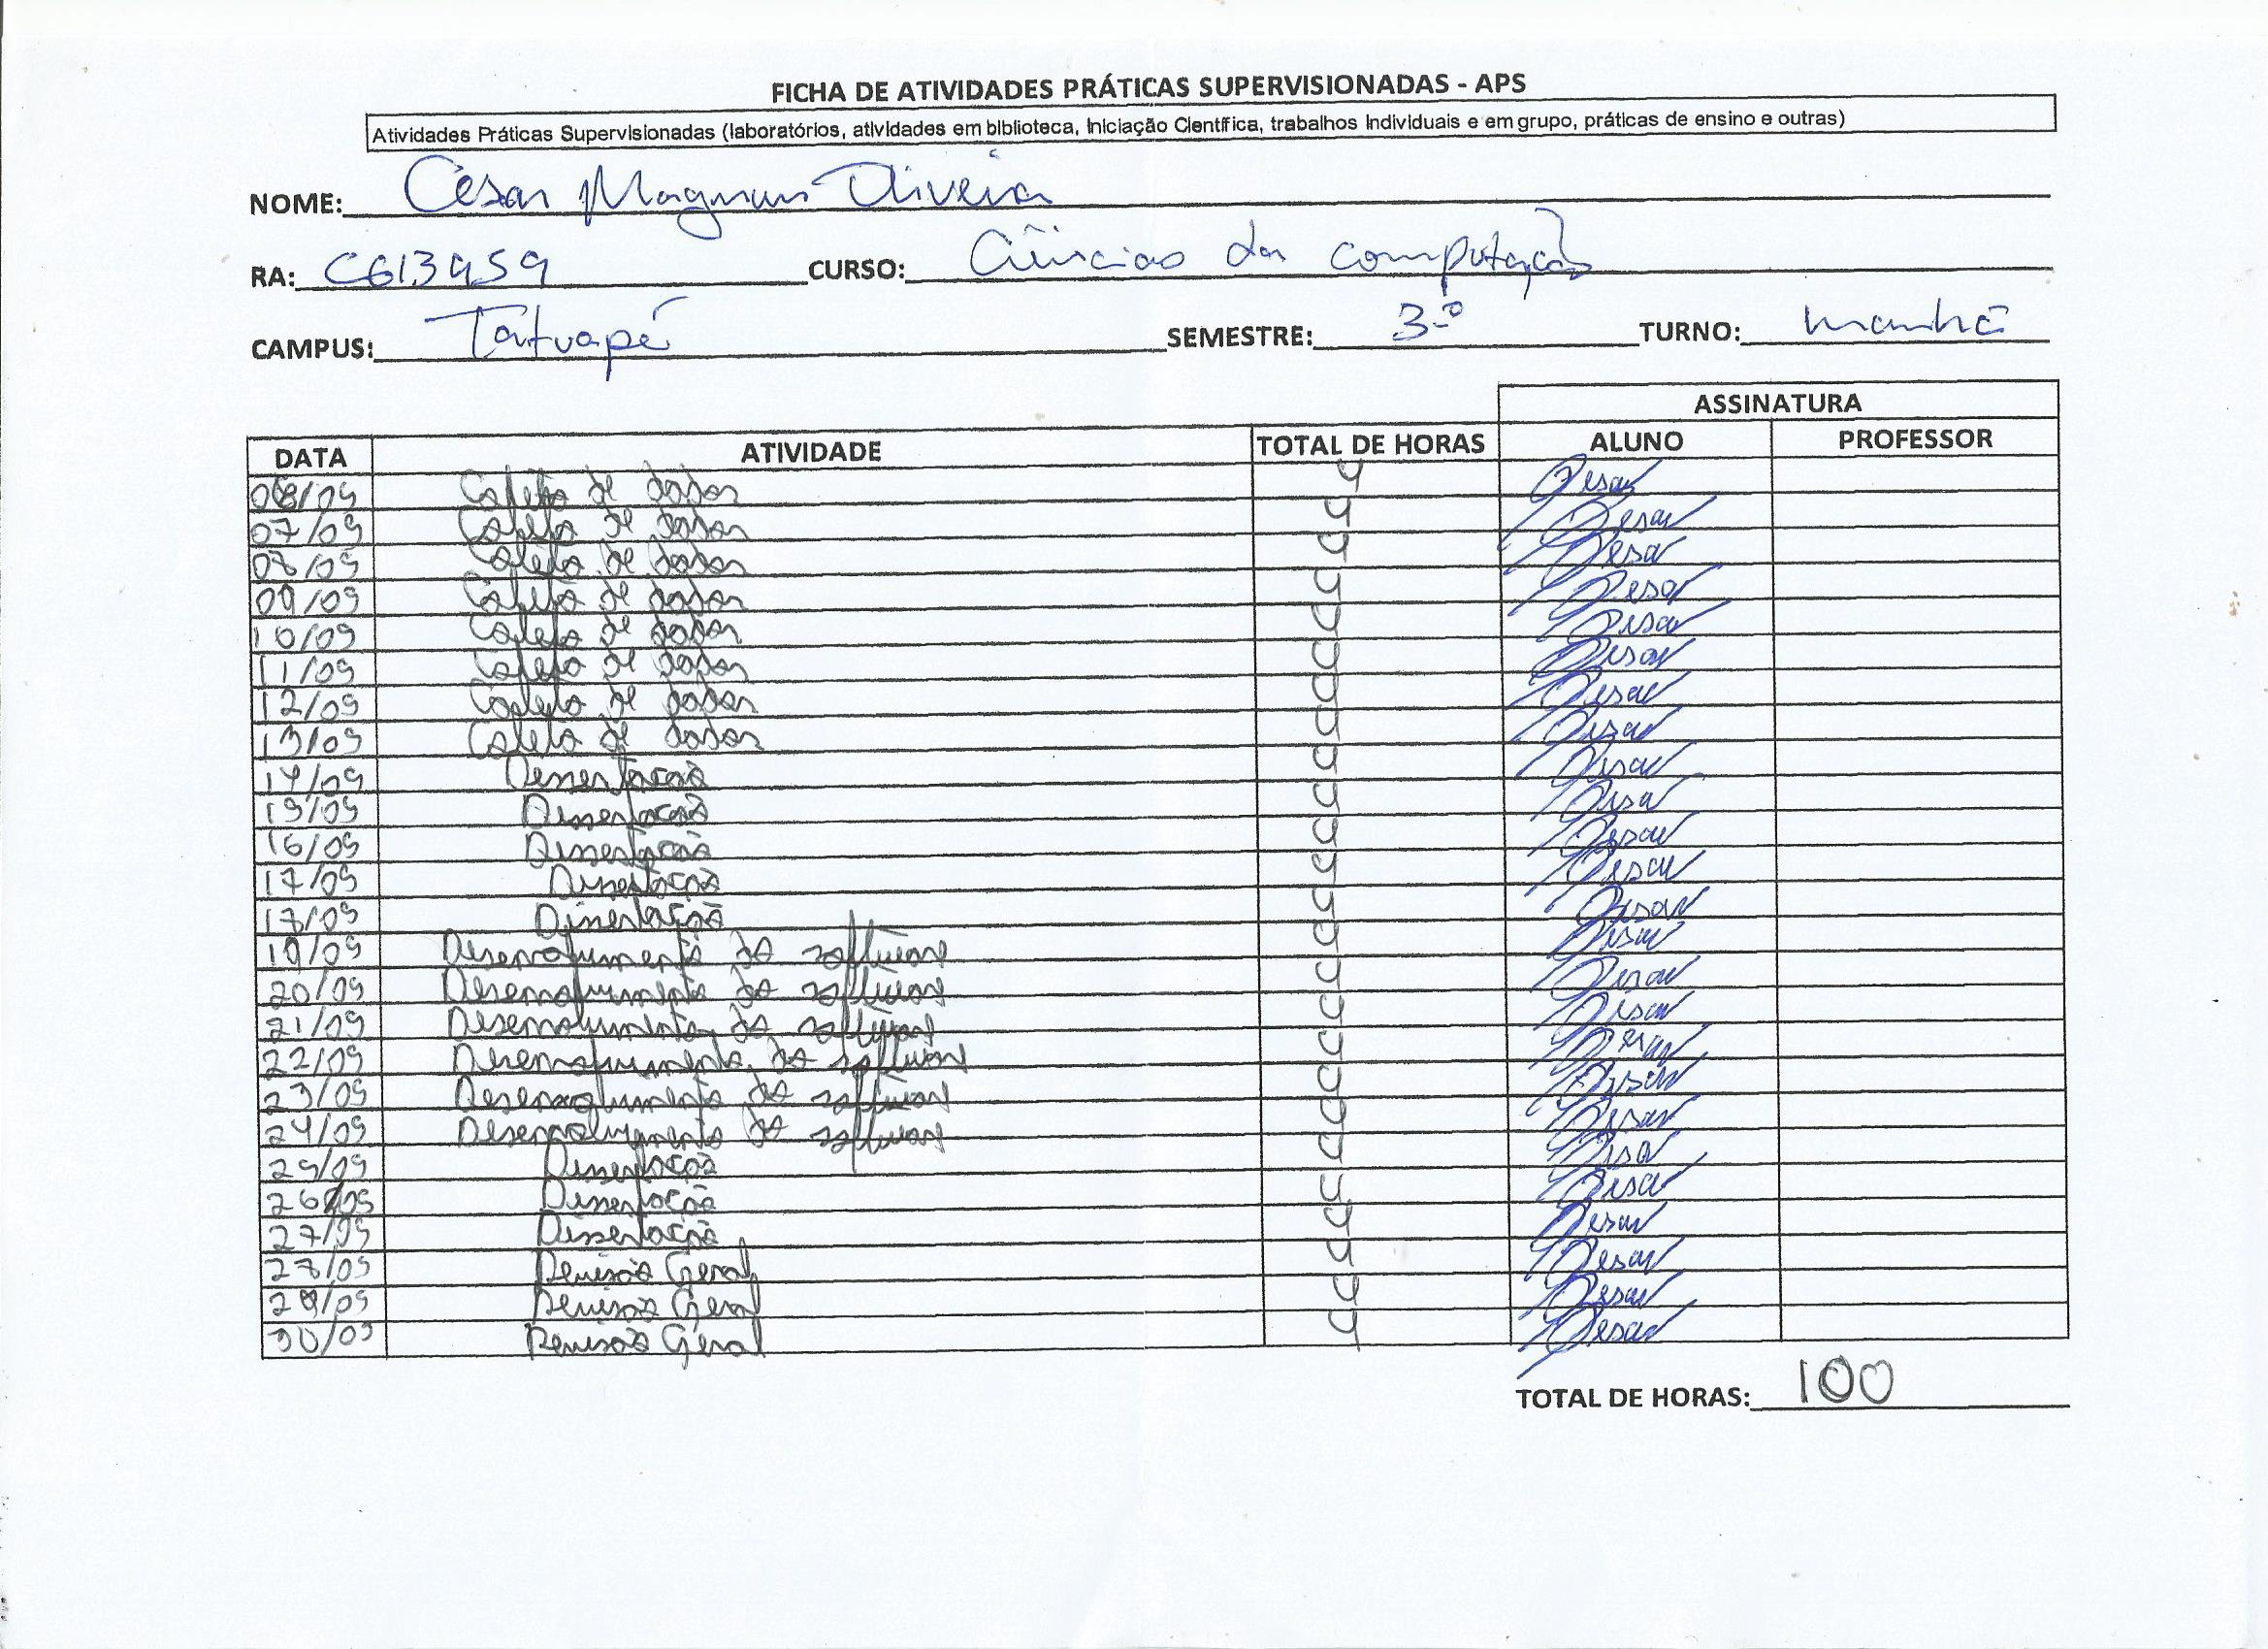 FICHA DE ATIVIDADES PRÁTICAS SUPERVISIONADAS - APS
Atividades Práticas Supervisionadas (laboratórios, atividades em biblioteca, Iniciação Científica, trabalhos individuais e em grupo, práticas de ensino e outras)
NOME: Cesar Magnum Oliveira
RA: C613959 CURSO: Ciências da computação
CAMPUS: Tatuapé SEMESTRE: 3º TURNO: manhã
ASSINATURA
DATA ATIVIDADE TOTAL DE HORAS ALUNO PROFESSOR
Coleta de dados 4 Cesar
07/09 Coleta de dados 4 Cesar
08/09 Coleta de dados 4 Cesar
09/09 Coleta de dados 4 Cesar
10/09 Coleta de dados 4 Cesar
11/09 Coleta de dados 4 Cesar
12/09 Coleta de dados 4 Cesar
13/09 Coleta de dados 4 Cesar
14/09 Dissertação 4 Cesar
15/09 Dissertação 4 Cesar
16/09 Dissertação 4 Cesar
17/09 Dissertação 4 Cesar
18/09 Dissertação 4 Cesar
19/09 Desenvolvimento do software 4 Cesar
20/09 Desenvolvimento do software 4 Cesar
21/09 Desenvolvimento do software 4 Cesar
22/09 Desenvolvimento do software 4 Cesar
23/09 Desenvolvimento do software 4 Cesar
24/09 Desenvolvimento do software 4 Cesar
25/09 Dissertação 4 Cesar
26/09 Dissertação 4 Cesar
27/09 Dissertação 4 Cesar
28/09 Revisão Geral 4 Cesar
29/09 Revisão Geral 4 Cesar
30/09 Revisão Geral 4 Cesar
TOTAL DE HORAS: 100